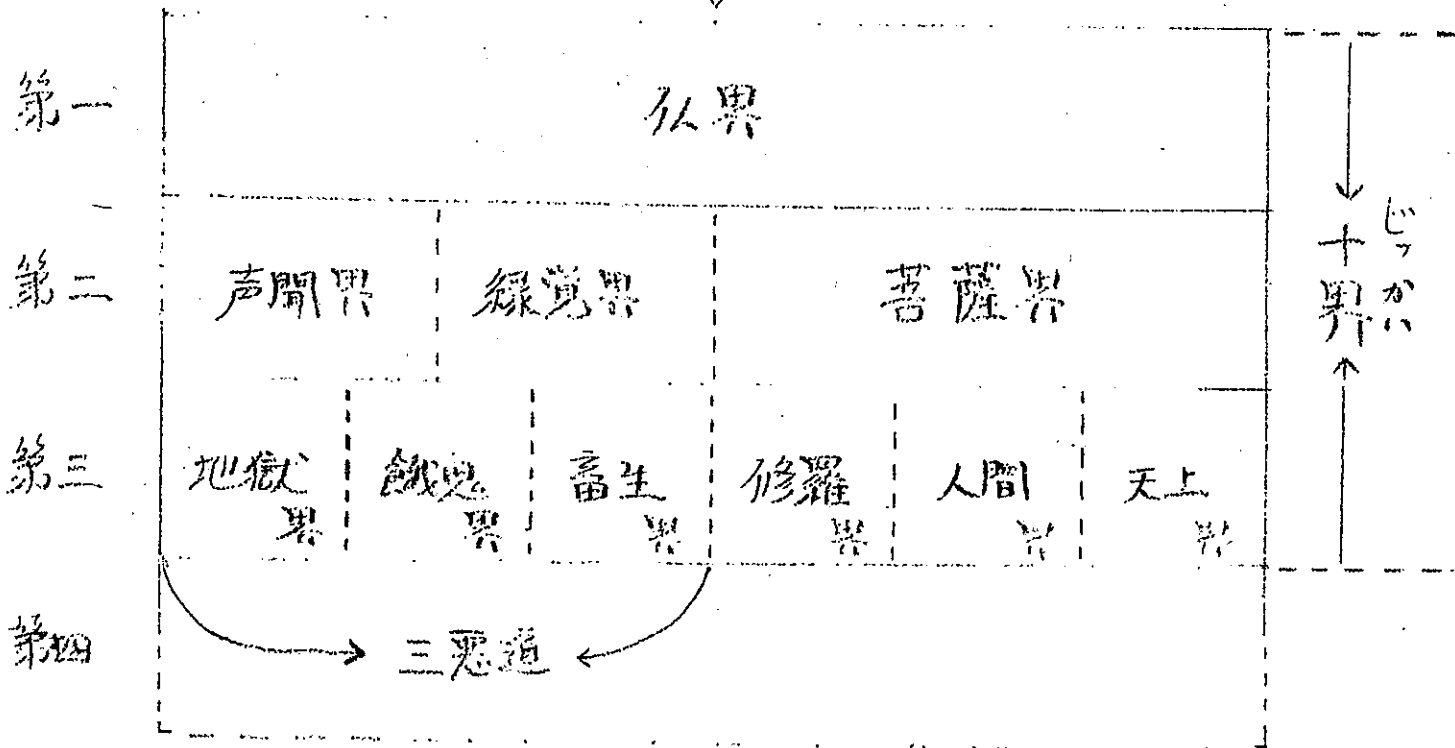 第一 仏界
第二 声聞界 縁覚界 菩薩界
第三 地獄界 餓鬼界 畜生界 修羅界 人間界 天上界
第四 三悪道
十界
じっかい